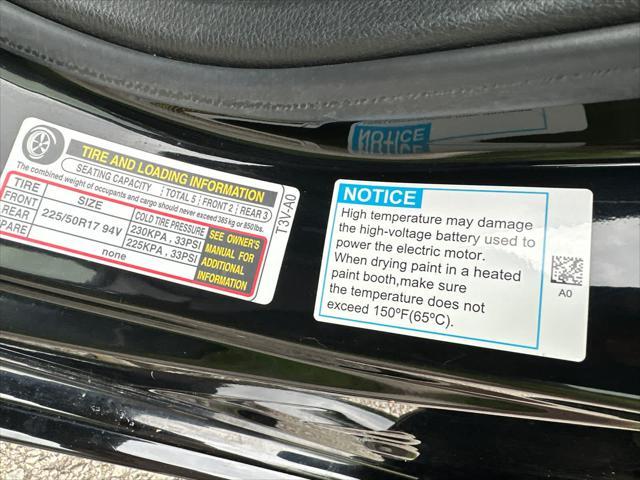 TIRE AND LOADING INFORMATION
SEATING CAPACITY TOTAL 5 FRONT 2 REAR 3
The combined weight of occupants and cargo should never exceed 385 kg or 850 lbs.
TIRE SIZE COLD TIRE PRESSURE
FRONT 225/50R17 94V 230KPA, 33PSI
REAR 225KPA, 33PSI
PARE none
SEE OWNER'S
MANUAL FOR
ADDITIONAL
INFORMATION
T3V-A0
NOTICE
NOTICE
High temperature may damage
the high-voltage battery used to
power the electric motor.
When drying paint in a heated
paint booth,make sure
the temperature does not
exceed 150°F(65°C).
A0